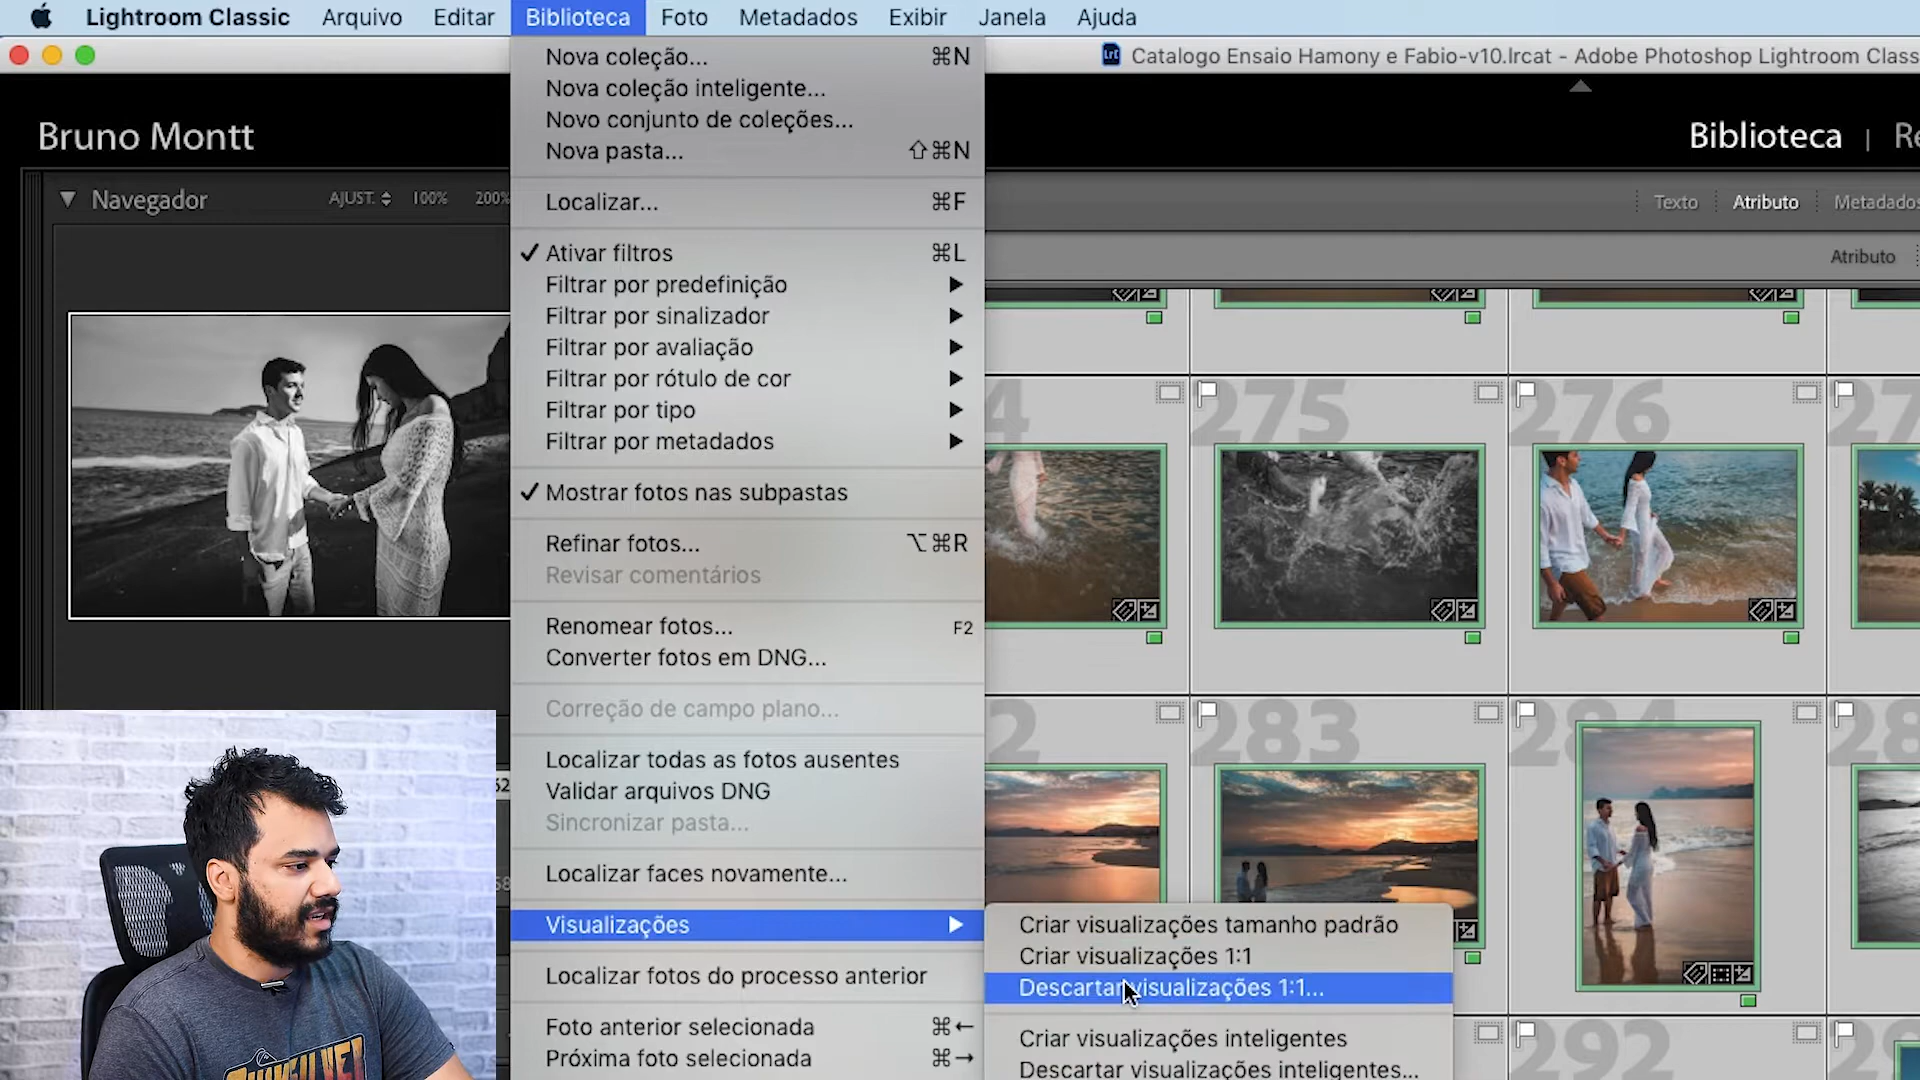 Lightroom Classic Arquivo Editar Biblioteca Foto Metadados Exibir Janela Ajuda
Catalogo Ensaio Hamony e Fabio-v10.lrcat - Adobe Photoshop Lightroom Classic
Bruno Montt
Biblioteca |
Navegador AJUST. 100% 200%
Texto Atributo Metadados
Atributo
Nova coleção... ⌘N
Nova coleção inteligente...
Novo conjunto de coleções...
Nova pasta... ⇧⌘N
Localizar... ⌘F
✓ Ativar filtros ⌘L
Filtrar por predefinição ▶
Filtrar por sinalizador ▶
Filtrar por avaliação ▶
Filtrar por rótulo de cor ▶
Filtrar por tipo ▶
Filtrar por metadados ▶
✓ Mostrar fotos nas subpastas
Refinar fotos... ⌥⌘R
Revisar comentários
Renomear fotos... F2
Converter fotos em DNG...
Correção de campo plano...
Localizar todas as fotos ausentes
Validar arquivos DNG
Sincronizar pasta...
Localizar faces novamente...
Visualizações ▶
Localizar fotos do processo anterior
Foto anterior selecionada ⌘←
Próxima foto selecionada ⌘→
Criar visualizações tamanho padrão
Criar visualizações 1:1
Descartar visualizações 1:1...
Criar visualizações inteligentes
Descartar visualizações inteligentes...
275 276
283 284
292